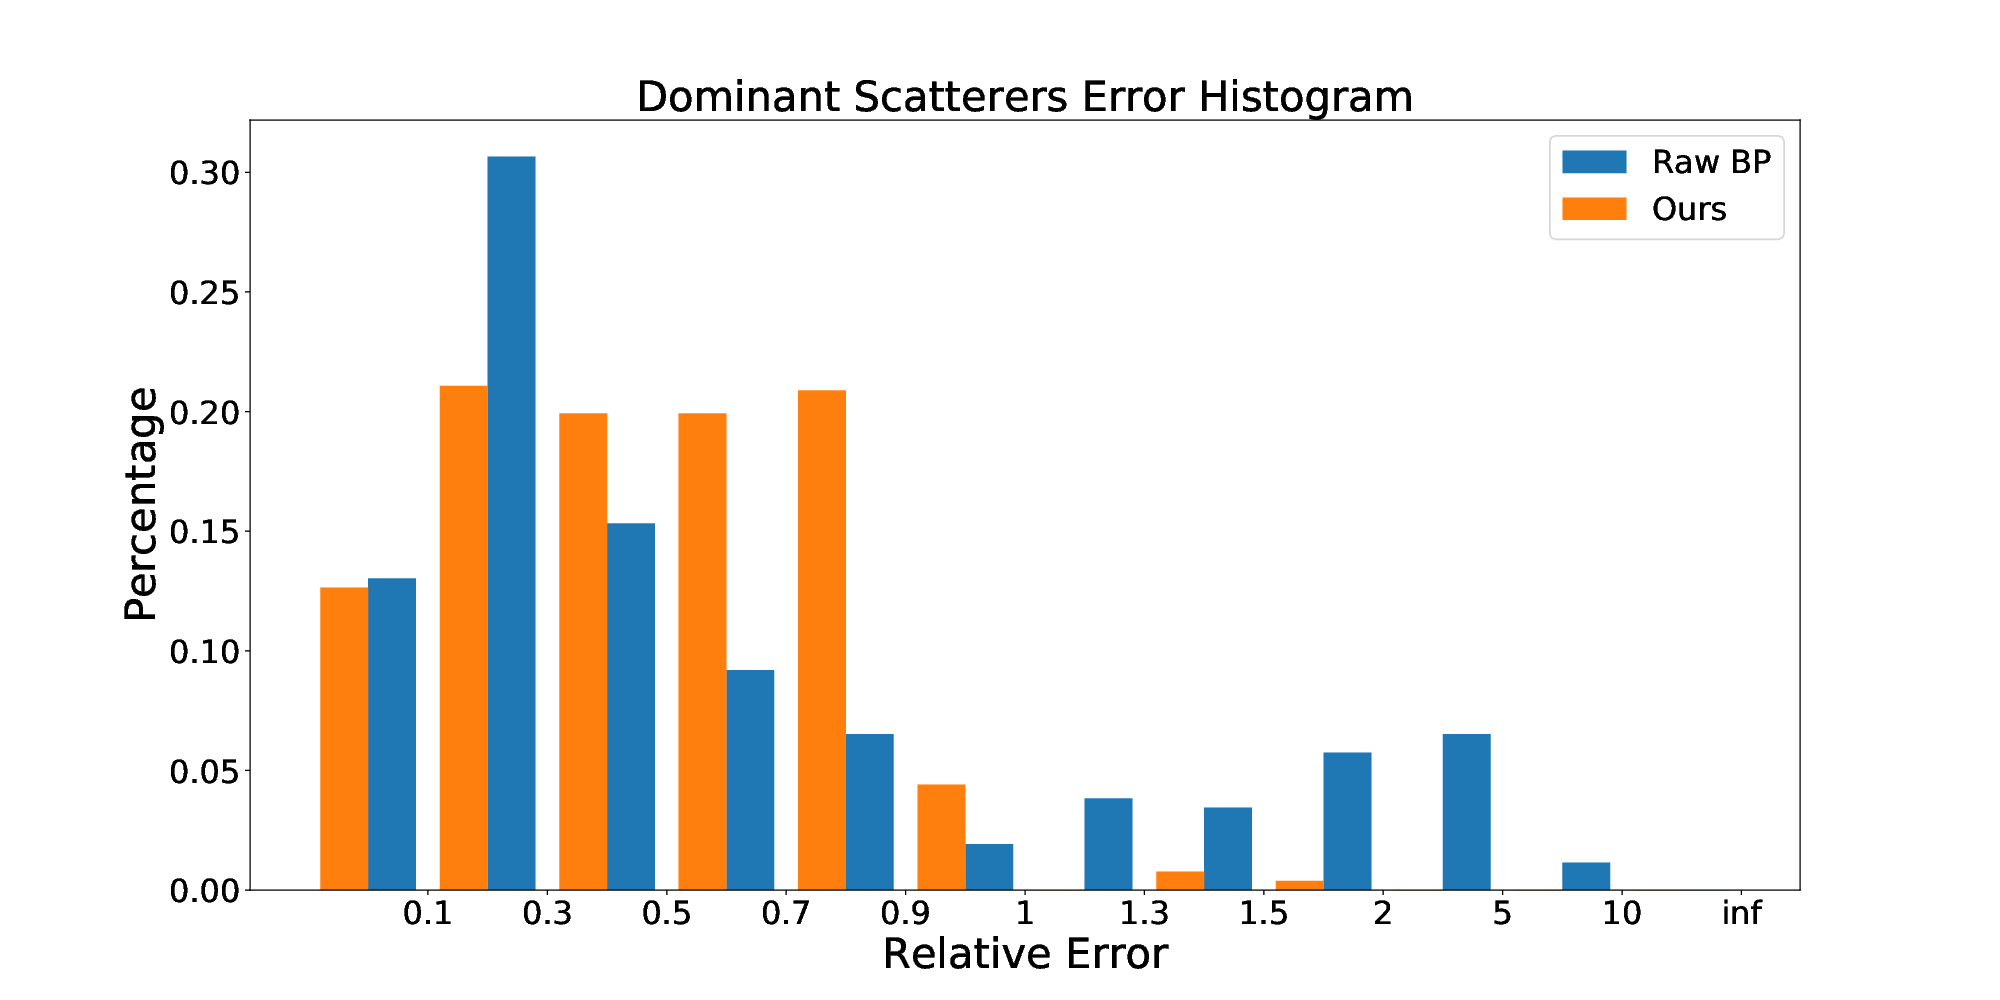 Dominant Scatterers Error Histogram
Raw BP
Ours
Percentage
0.30
0.25
0.20
0.15
0.10
0.05
0.00
0.1 0.3 0.5 0.7 0.9 1 1.3 1.5 2 5 10 inf
Relative Error